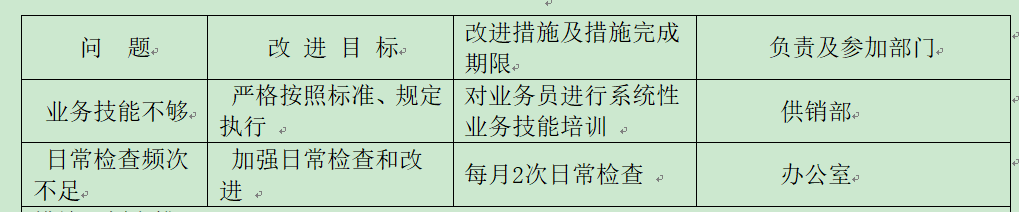 问 题
改 进 目 标
改进措施及措施完成
期限
负责及参加部门
业务技能不够
严格按照标准、规定
执行
对业务员进行系统性
业务技能培训
供销部
日常检查频次
不足
加强日常检查和改
进
每月2次日常检查
办公室